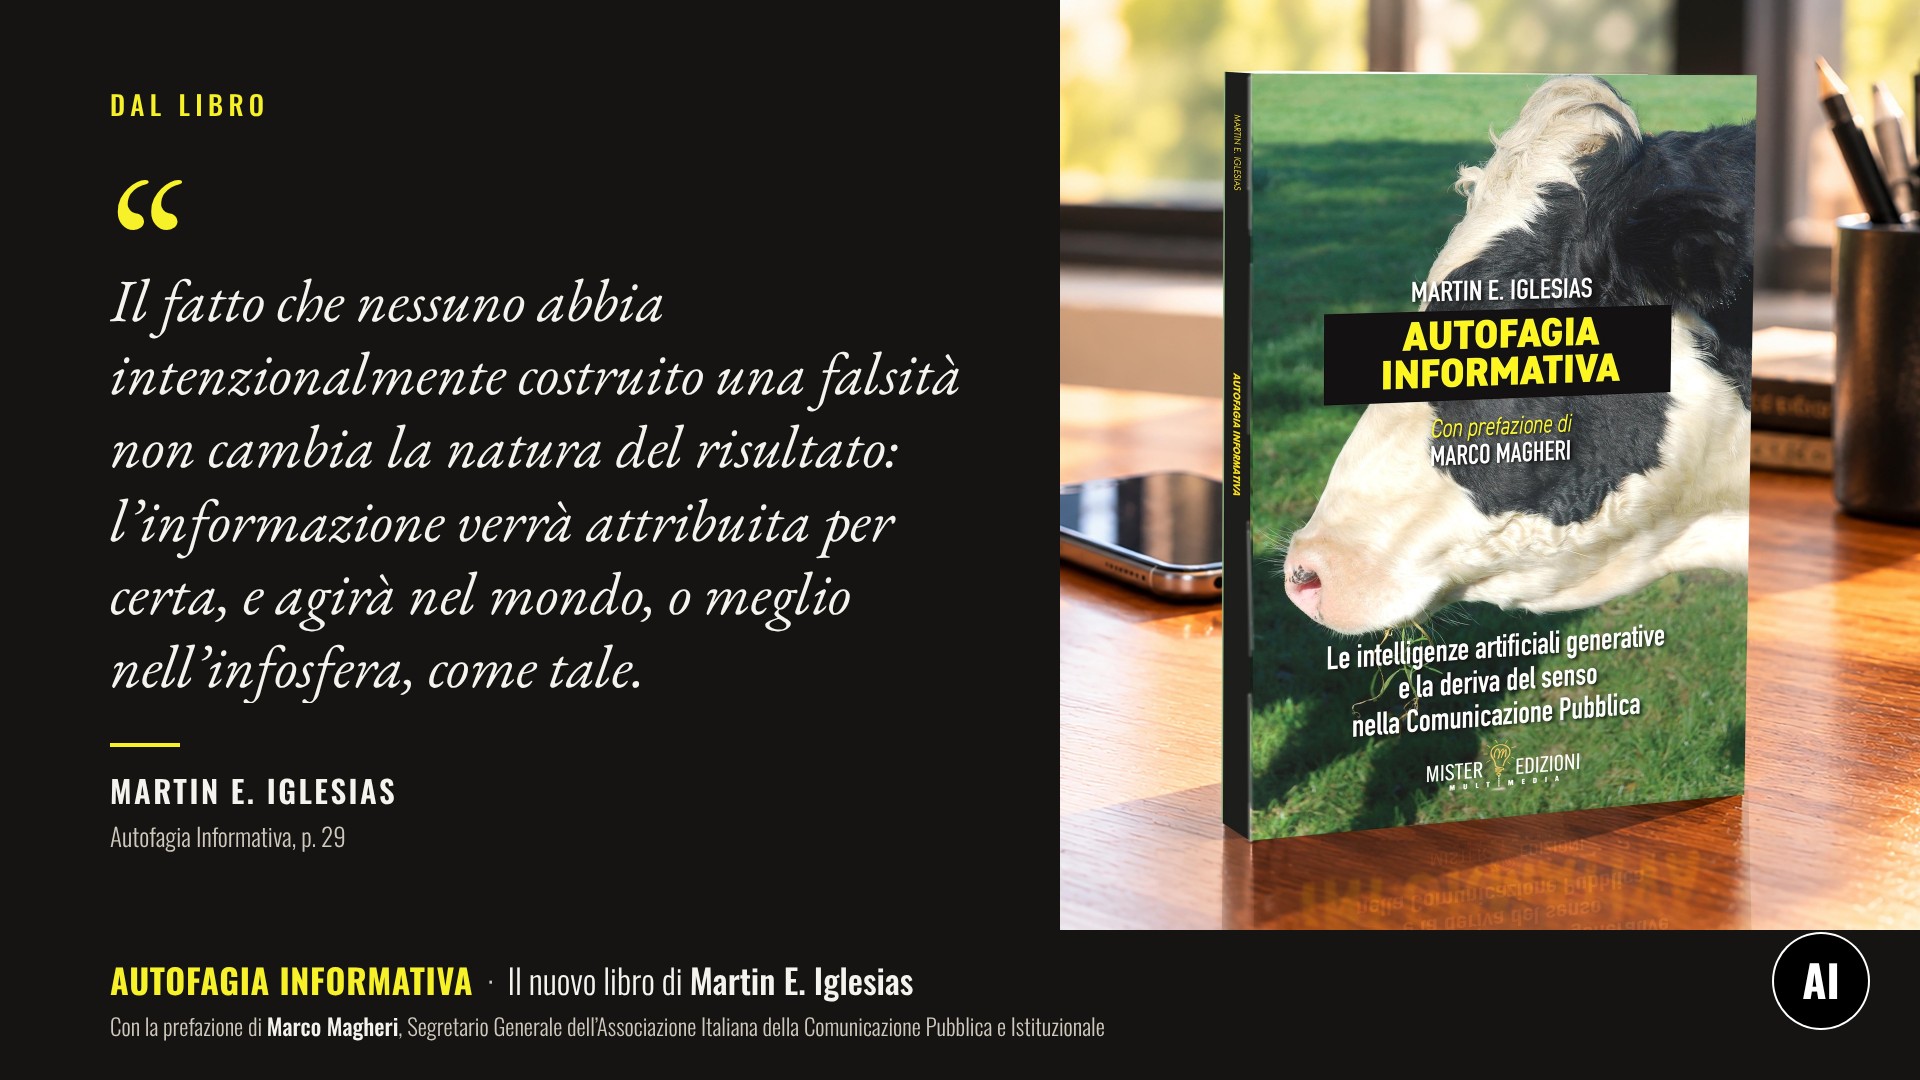 DAL LIBRO
“
Il fatto che nessuno abbia
intenzionalmente costruito una falsità
non cambia la natura del risultato:
l’informazione verrà attribuita per
certa, e agirà nel mondo, o meglio
nell’infosfera, come tale.
MARTIN E. IGLESIAS
Autofagia Informativa, p. 29
MARTIN E. IGLESIAS
AUTOFAGIA INFORMATIVA
MARTIN E. IGLESIAS
AUTOFAGIA
INFORMATIVA
Con prefazione di
MARCO MAGHERI
Le intelligenze artificiali generative
e la deriva del senso
nella Comunicazione Pubblica
MISTER EDIZIONI
MULTIMEDIA
AUTOFAGIA INFORMATIVA · Il nuovo libro di Martin E. Iglesias
Con la prefazione di Marco Magheri, Segretario Generale dell’Associazione Italiana della Comunicazione Pubblica e Istituzionale
AI